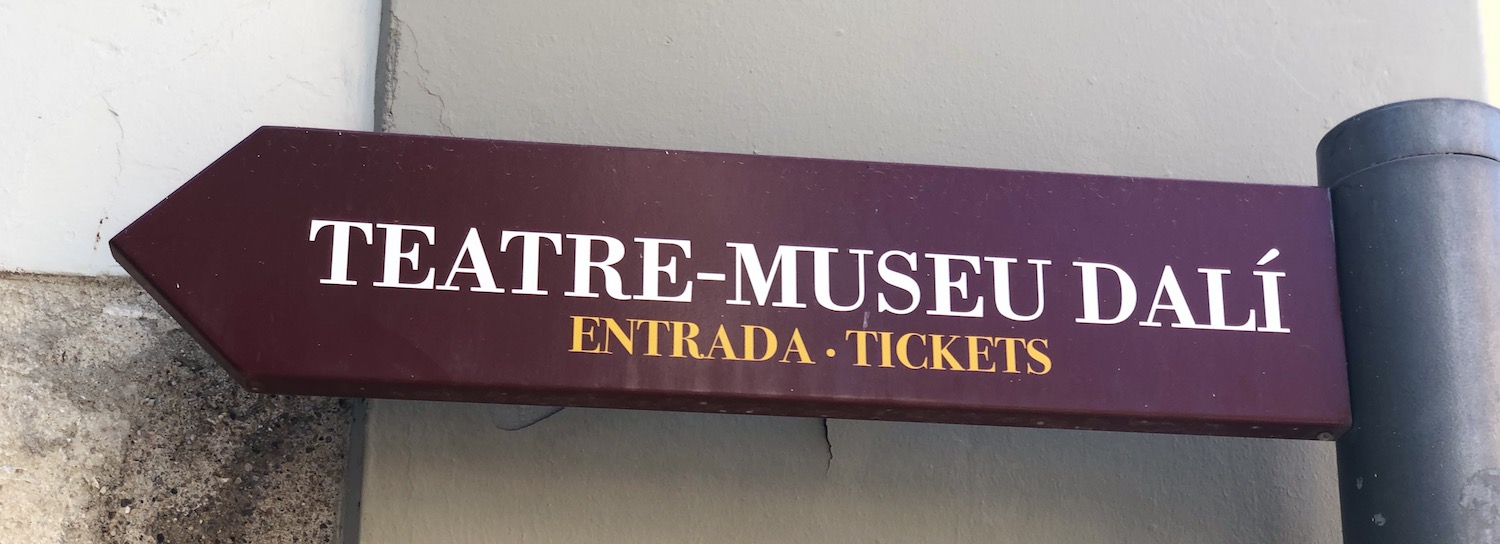 TEATRE-MUSEU DALÍ
ENTRADA · TICKETS